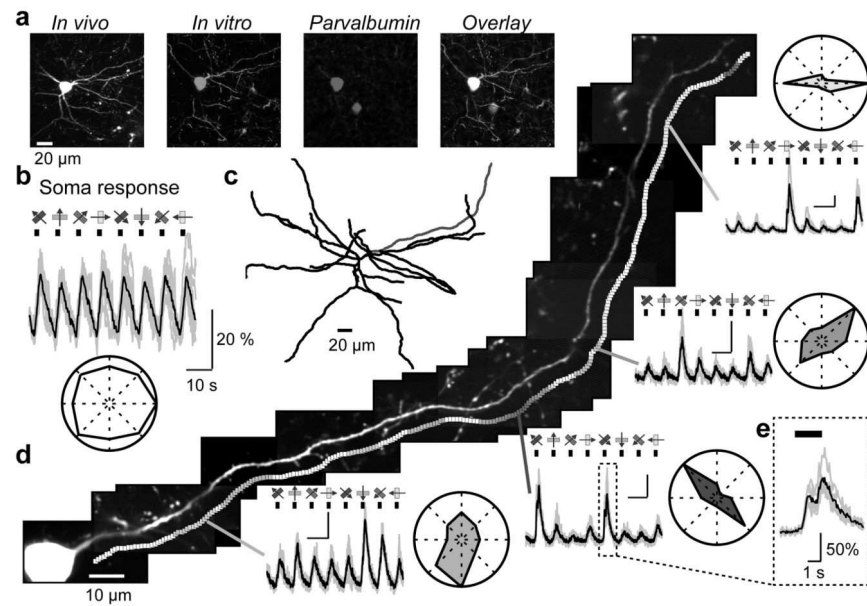 a
In vivo
In vitro
Parvalbumin
Overlay
20 µm
b
Soma response
20 %
10 s
c
20 µm
d
10 µm
e
50%
1 s